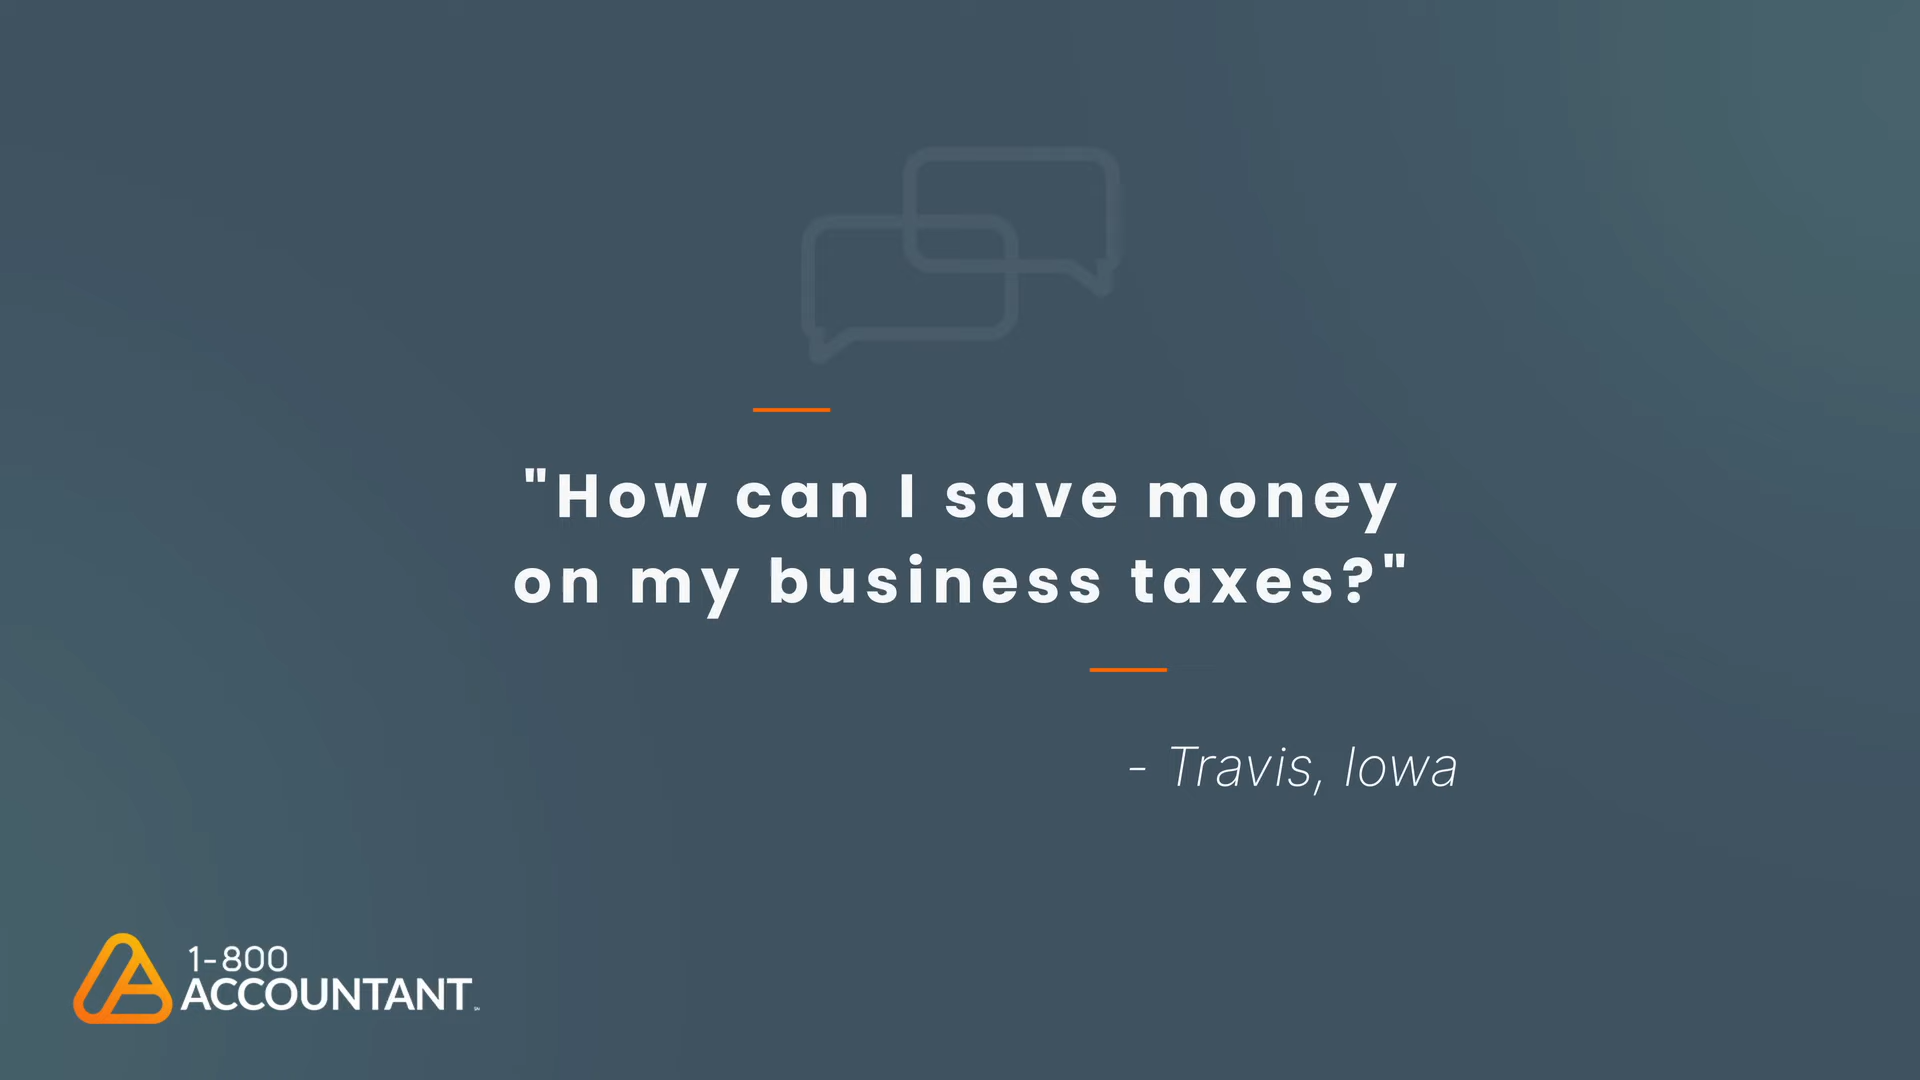 "How can I save money
on my business taxes?"
- Travis, Iowa
1-800
ACCOUNTANT